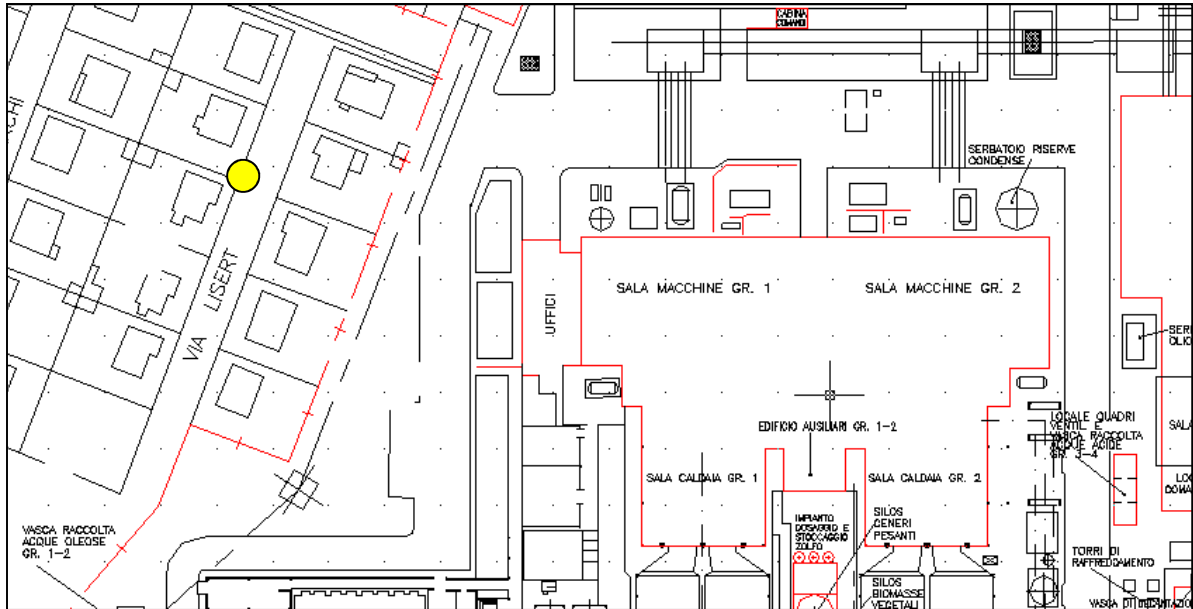 CABINA
COMANDI
SERBATOIO RISERVE
CONDENSE
VIA LISERT
UFFICI
SALA MACCHINE GR. 1
SALA MACCHINE GR. 2
EDIFICIO AUSILIARI GR. 1-2
LOCALE QUADRI
VENTIL E
VASCA RACCOLTA
ACQUE ACIDE
GR. 3-4
SALA CALDAIA GR. 1
SALA CALDAIA GR. 2
IMPIANTO
DOSAGGIO E
STOCCAGGIO
ZOLFO
SILOS
CENERI
PESANTI
VASCA RACCOLTA
ACQUE OLEOSE
GR. 1-2
TORRI DI
RAFFREDDAMENTO
SILOS
BIOMASSE
VEGETALI